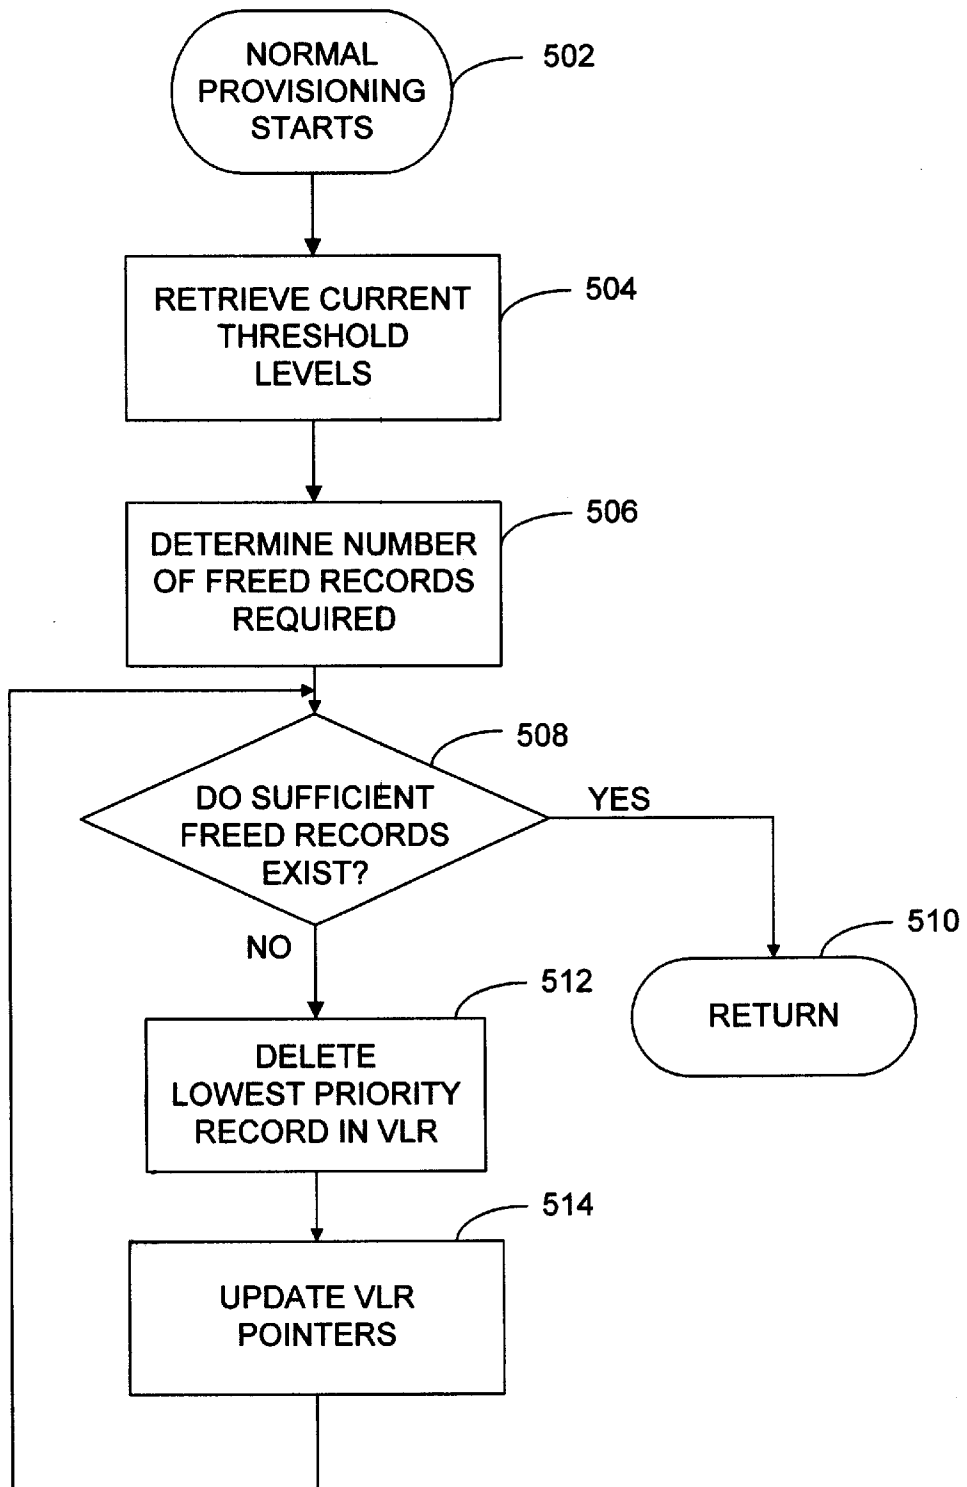 NORMAL
PROVISIONING
STARTS
502
RETRIEVE CURRENT
THRESHOLD
LEVELS
504
DETERMINE NUMBER
OF FREED RECORDS
REQUIRED
506
DO SUFFICIENT
FREED RECORDS
EXIST?
508
YES
NO
510
RETURN
512
DELETE
LOWEST PRIORITY
RECORD IN VLR
514
UPDATE VLR
POINTERS